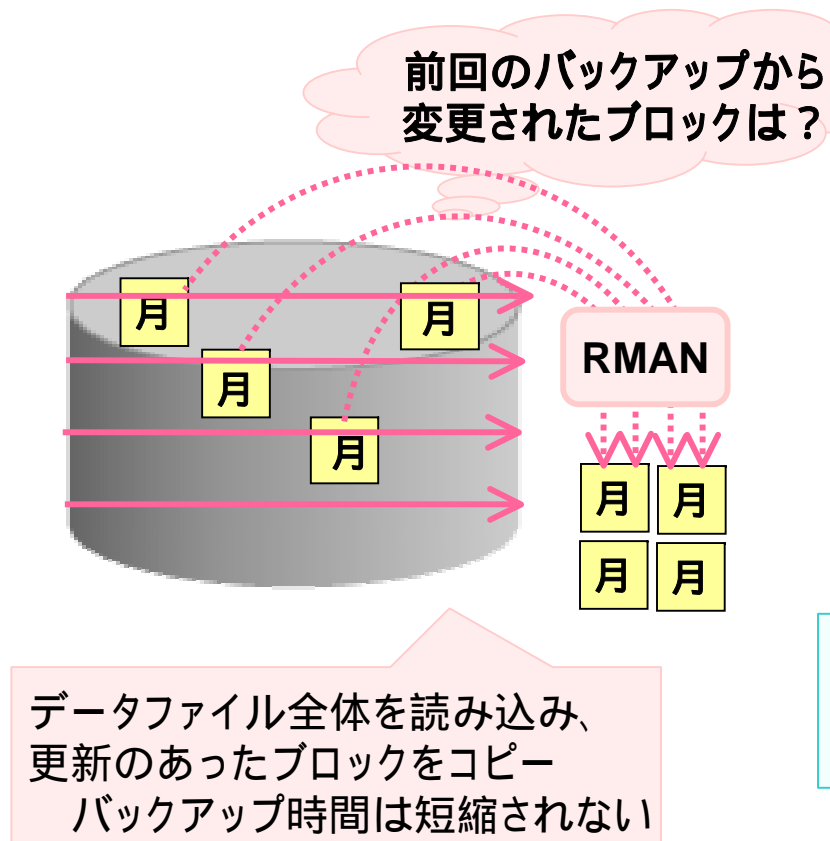 前回のバックアップから
変更されたブロックは？
月
月
月
月
RMAN
月 月
月 月
データファイル全体を読み込み、
更新のあったブロックをコピー
バックアップ時間は短縮されない